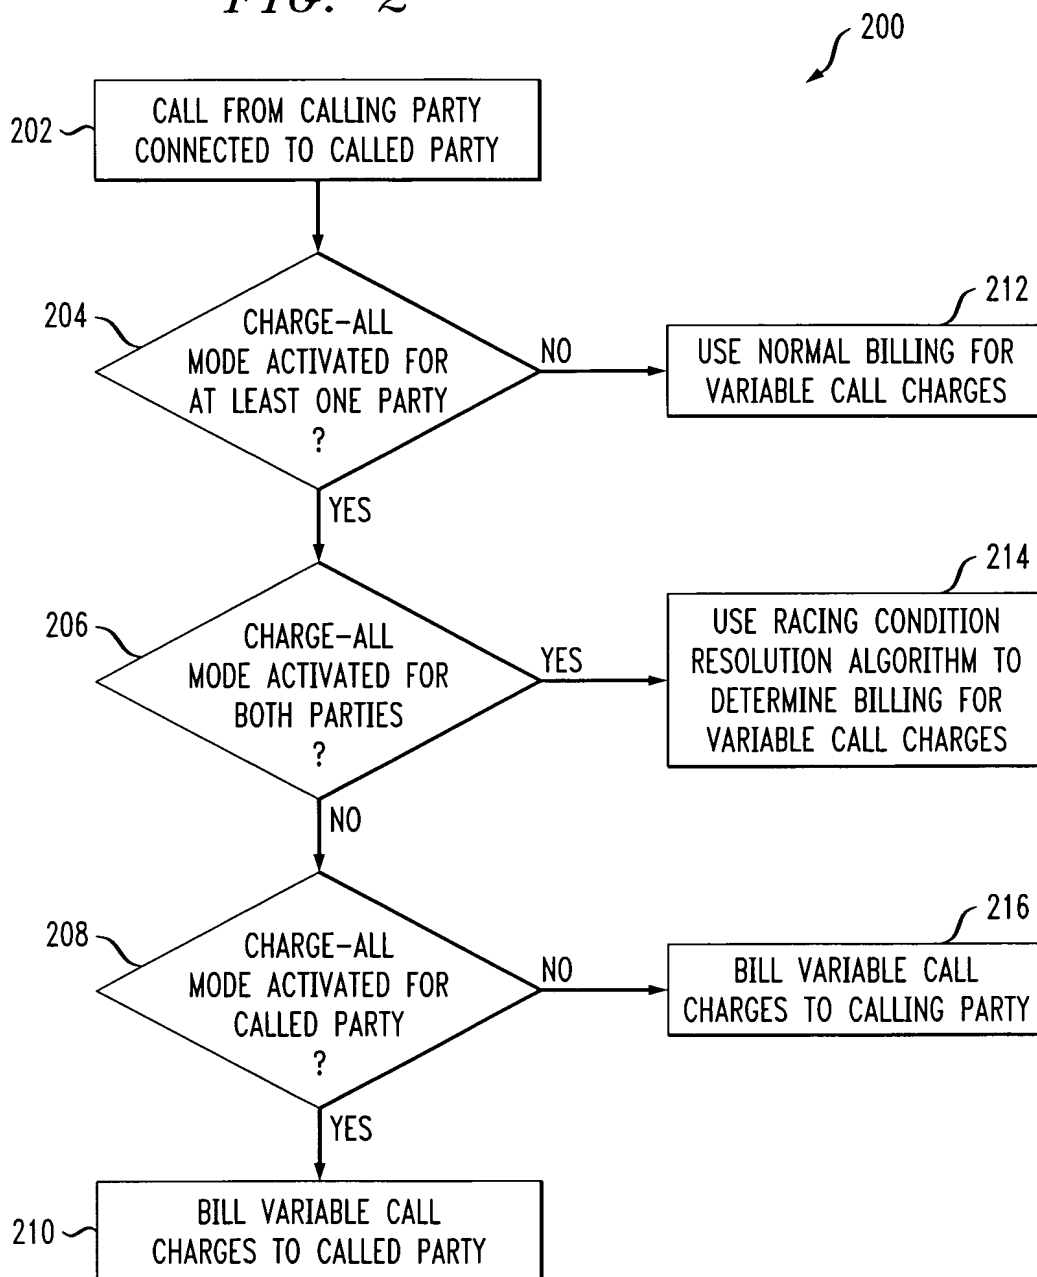 FIG. 2
200
202
CALL FROM CALLING PARTY
CONNECTED TO CALLED PARTY
204
CHARGE-ALL
MODE ACTIVATED FOR
AT LEAST ONE PARTY
?
NO
212
USE NORMAL BILLING FOR
VARIABLE CALL CHARGES
YES
206
CHARGE-ALL
MODE ACTIVATED FOR
BOTH PARTIES
?
YES
214
USE RACING CONDITION
RESOLUTION ALGORITHM TO
DETERMINE BILLING FOR
VARIABLE CALL CHARGES
NO
208
CHARGE-ALL
MODE ACTIVATED FOR
CALLED PARTY
?
NO
216
BILL VARIABLE CALL
CHARGES TO CALLING PARTY
YES
210
BILL VARIABLE CALL
CHARGES TO CALLED PARTY